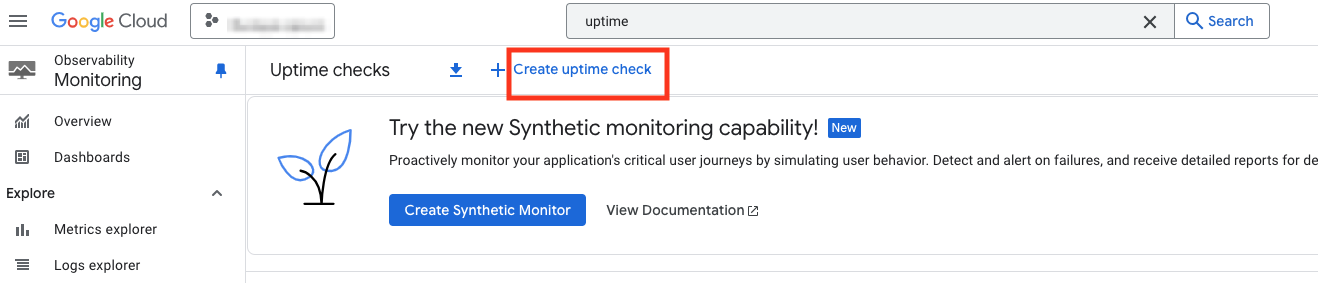 Google Cloud
uptime
Search
Observability
Monitoring
Uptime checks
Create uptime check
Overview
Dashboards
Explore
Metrics explorer
Logs explorer
Try the new Synthetic monitoring capability!
New
Proactively monitor your application's critical user journeys by simulating user behavior. Detect and alert on failures, and receive detailed reports for de
Create Synthetic Monitor
View Documentation